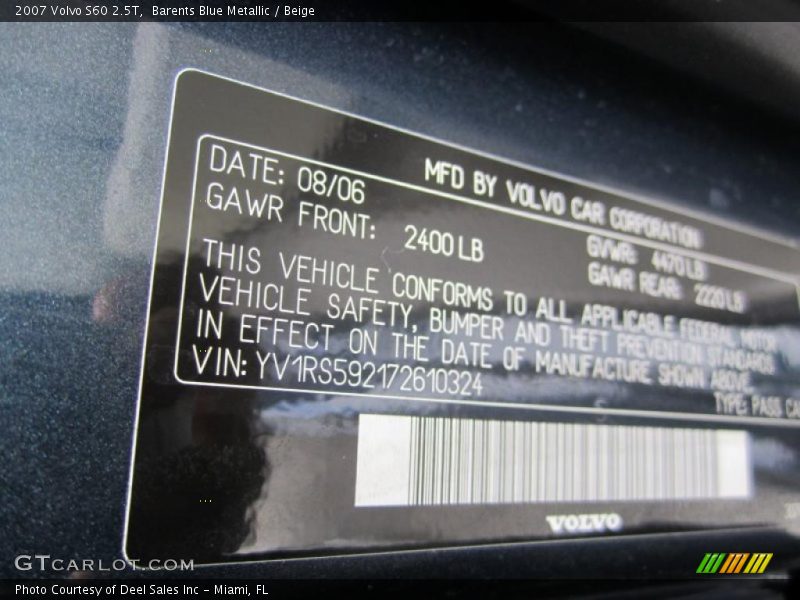 2007 Volvo S60 2.5T, Barents Blue Metallic / Beige
MFD BY VOLVO CAR CORPORATION
DATE: 08/06
GVWR: 4470 LB
GAWR FRONT: 2400 LB
GAWR REAR: 2220 LB
THIS VEHICLE CONFORMS TO ALL APPLICABLE FEDERAL MOTOR
VEHICLE SAFETY, BUMPER AND THEFT PREVENTION STANDARDS
IN EFFECT ON THE DATE OF MANUFACTURE SHOWN ABOVE
VIN: YV1RS592172610324
TYPE: PASS CA
VOLVO
GTCARLOT.COM
Photo Courtesy of Deel Sales Inc - Miami, FL